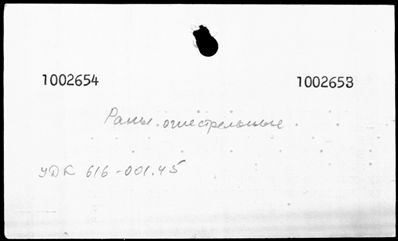 1002654 1002653
Раны огнестрельные.
УДК 616-001.45